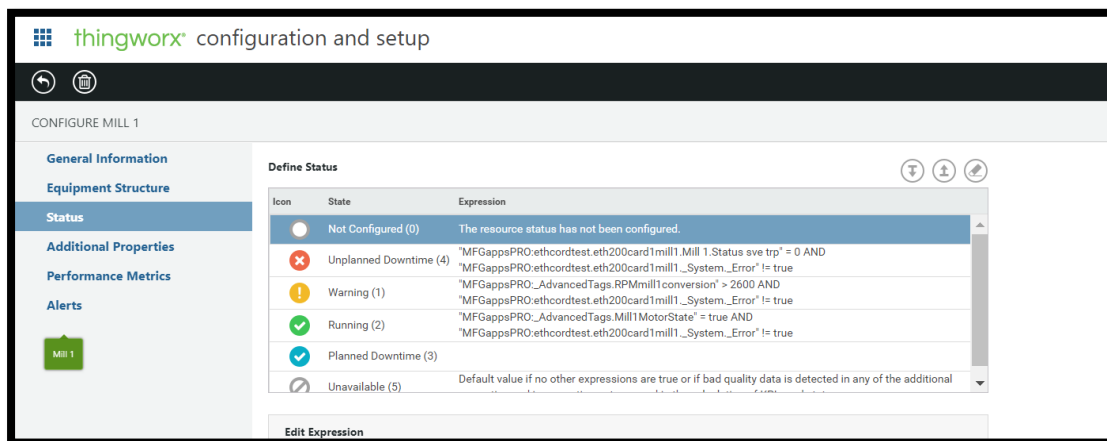 thingworx configuration and setup
CONFIGURE MILL 1
General Information
Equipment Structure
Status
Additional Properties
Performance Metrics
Alerts
Mill 1
Define Status
Icon State Expression
Not Configured (0) The resource status has not been configured.
Unplanned Downtime (4) "MFGappsPRO:ethcordtest.eth200card1mill1.Mill 1.Status sve trp" = 0 AND
"MFGappsPRO:ethcordtest.eth200card1mill1._System._Error" != true
Warning (1) "MFGappsPRO:_AdvancedTags.RPMmill1conversion" > 2600 AND
"MFGappsPRO:ethcordtest.eth200card1mill1._System._Error" != true
Running (2) "MFGappsPRO:_AdvancedTags.Mill1MotorState" = true AND
"MFGappsPRO:ethcordtest.eth200card1mill1._System._Error" != true
Planned Downtime (3)
Unavailable (5) Default value if no other expressions are true or if bad quality data is detected in any of the additional
Edit Expression